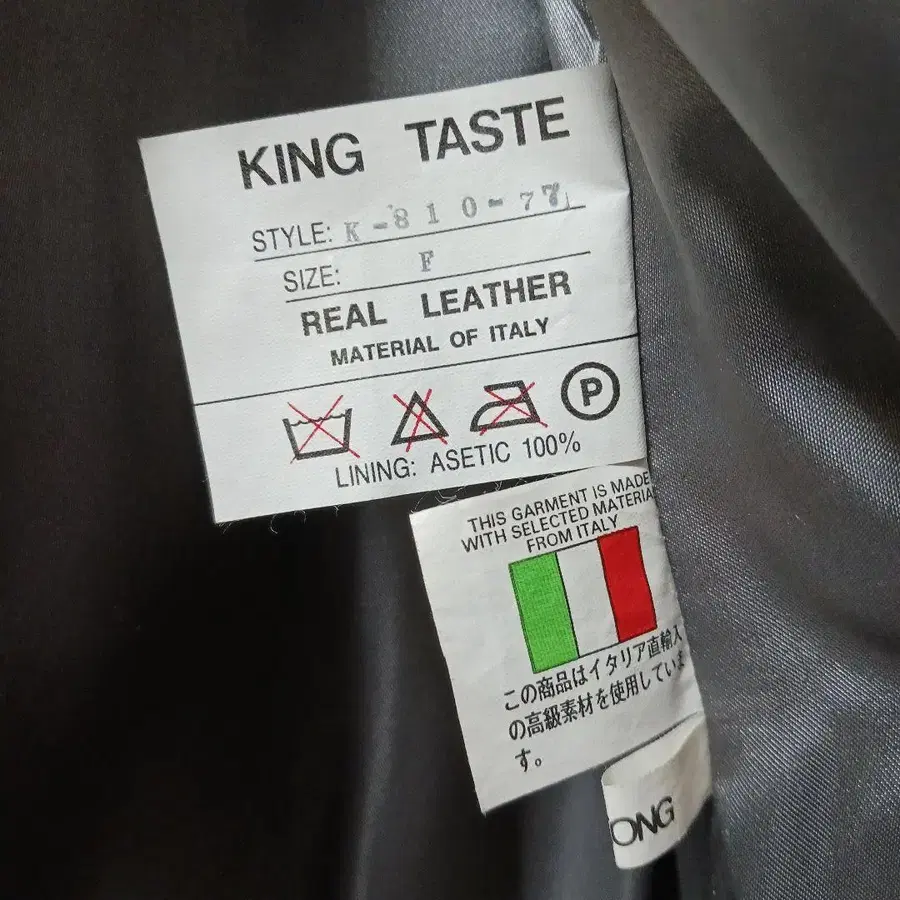 KING TASTE
STYLE: K-810-77
SIZE: F
REAL LEATHER
MATERIAL OF ITALY
P
LINING: ASETIC 100%
THIS GARMENT IS MADE
WITH SELECTED MATERIA
FROM ITALY
この商品はイタリア直輸入
の高級素材を使用していま
す。
ONG